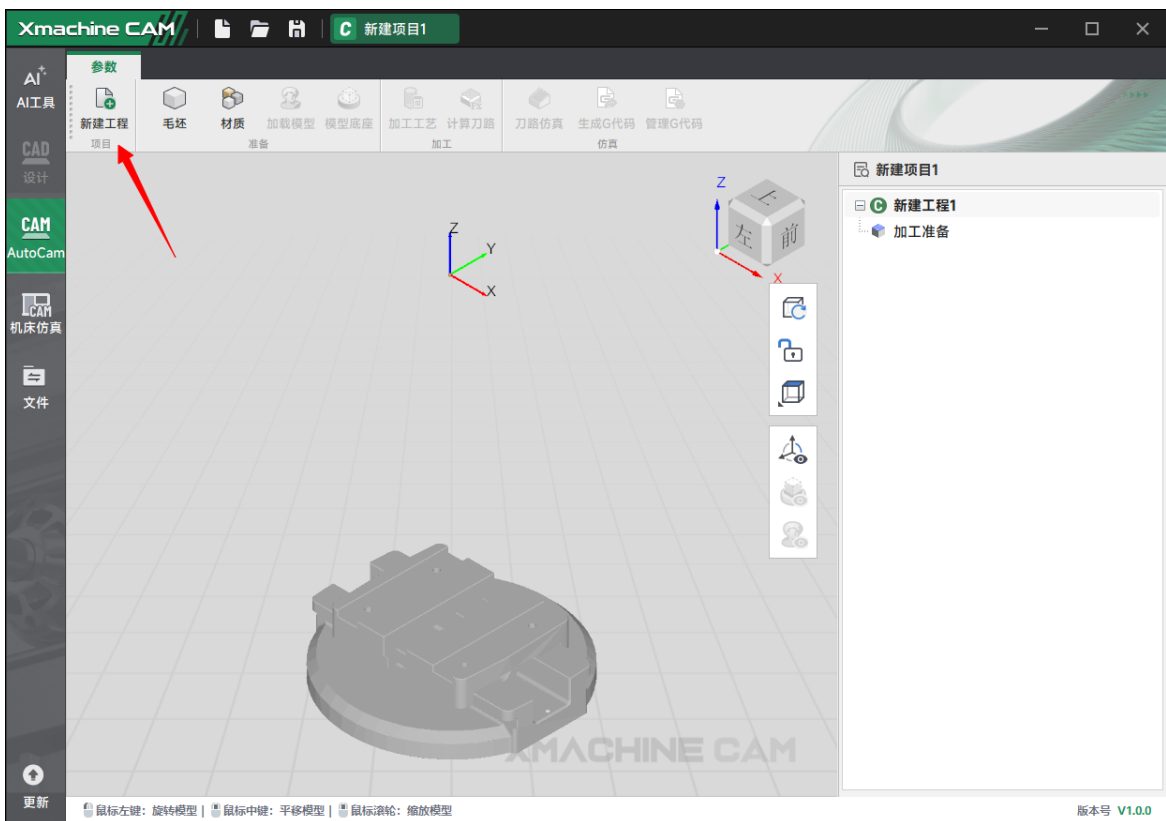 Xmachine CAM
C 新建项目1
参数
新建工程 毛坯 材质 加载模型 模型底座 加工工艺 计算刀路 刀路仿真 生成G代码 管理G代码
项目 准备 加工 仿真
AI
AI工具
CAD
设计
CAM
AutoCam
CAM
机床仿真
文件
更新
Z
Y
X
Z
上
左 前
X
XMACHINE CAM
新建项目1
C 新建工程1
加工准备
鼠标左键：旋转模型 | 鼠标中键：平移模型 | 鼠标滚轮：缩放模型
版本号 V1.0.0